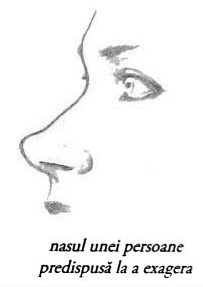 nasul unei persoane
predispusă la a exagera